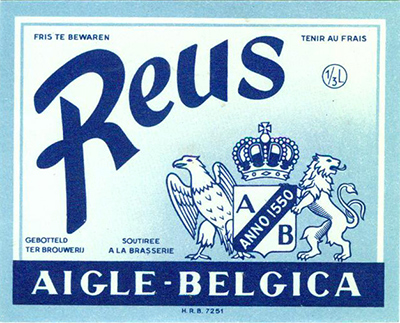 FRIS TE BEWAREN
TENIR AU FRAIS
Reus
1/3 L
A
ANNO 1550
B
GEBOTTELD
TER BROUWERIJ
SOUTIREE
A LA BRASSERIE
AIGLE-BELGICA
H.R.B. 7251